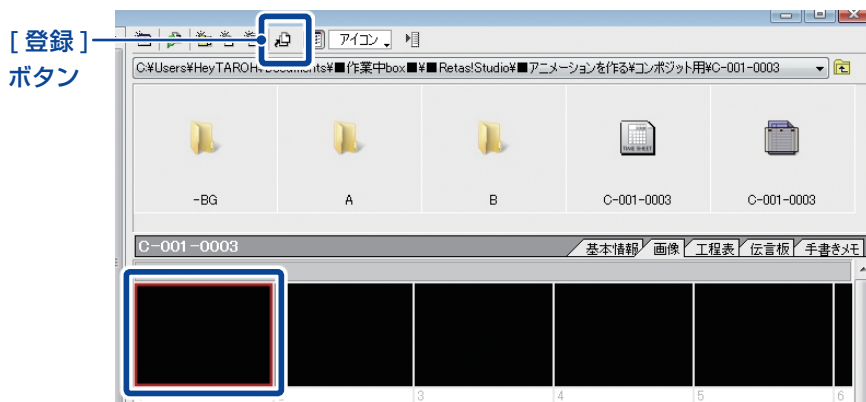 [ 登録 ]
ボタン
アイコン
C:¥Users¥HeyTAROH¥Documents¥■作業中box■¥■Retas!Studio¥■アニメーションを作る¥コンポジット用¥C-001-0003
TIME SHEET
-BG
A
B
C-001-0003
C-001-0003
C-001-0003
基本情報
画像
工程表
伝言板
手書きメモ
3
4
5
6